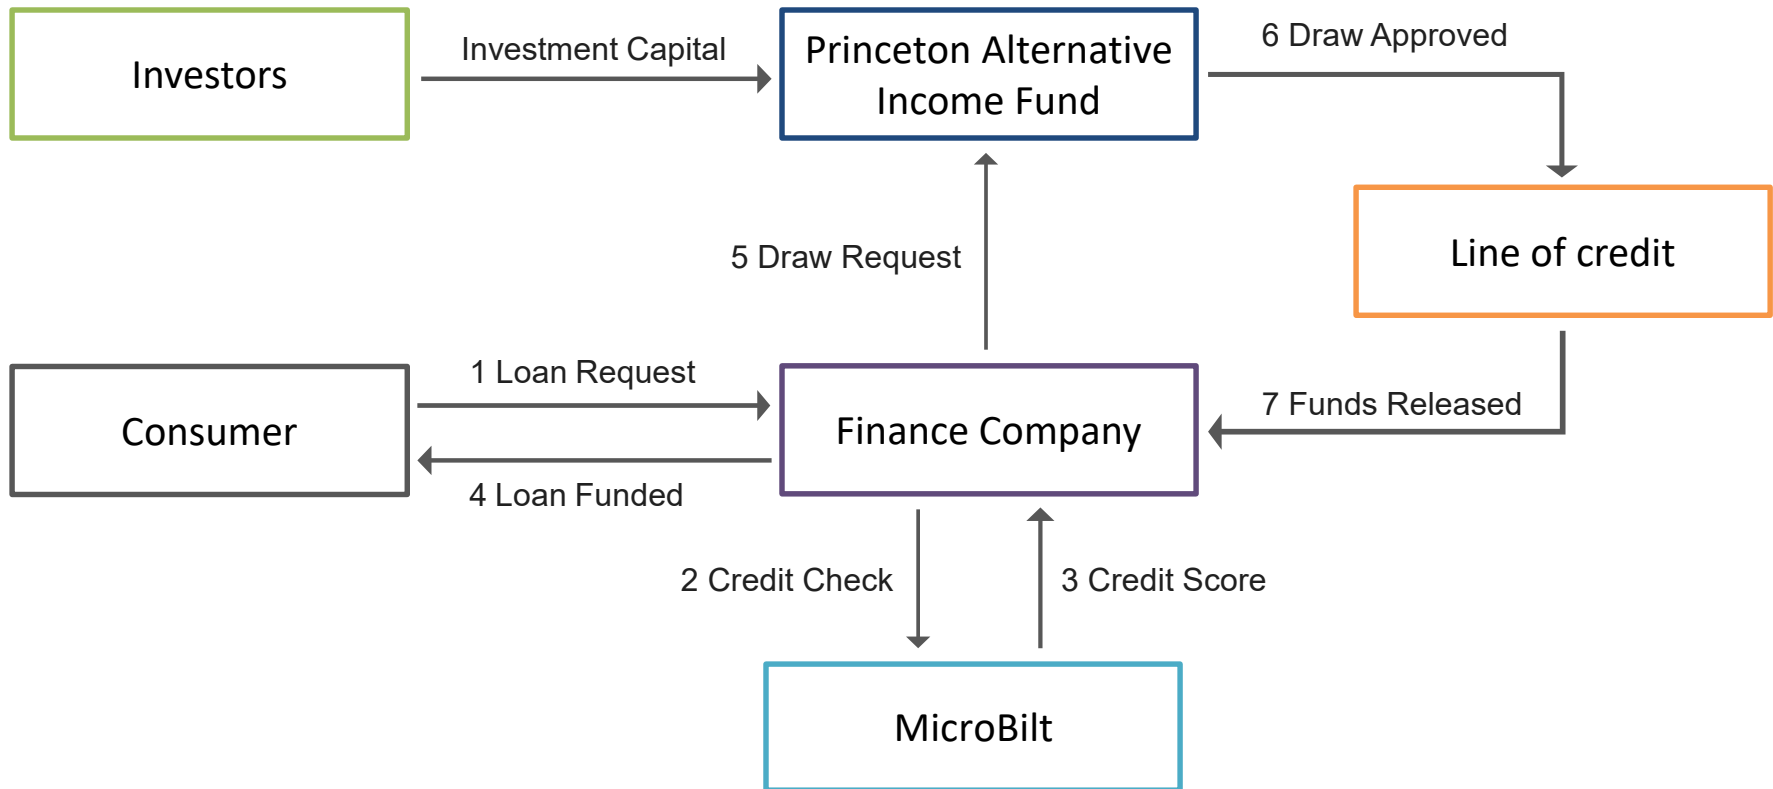 Investors
Investment Capital
Princeton Alternative
Income Fund
6 Draw Approved
5 Draw Request
Line of credit
Consumer
1 Loan Request
4 Loan Funded
Finance Company
7 Funds Released
2 Credit Check
3 Credit Score
MicroBilt